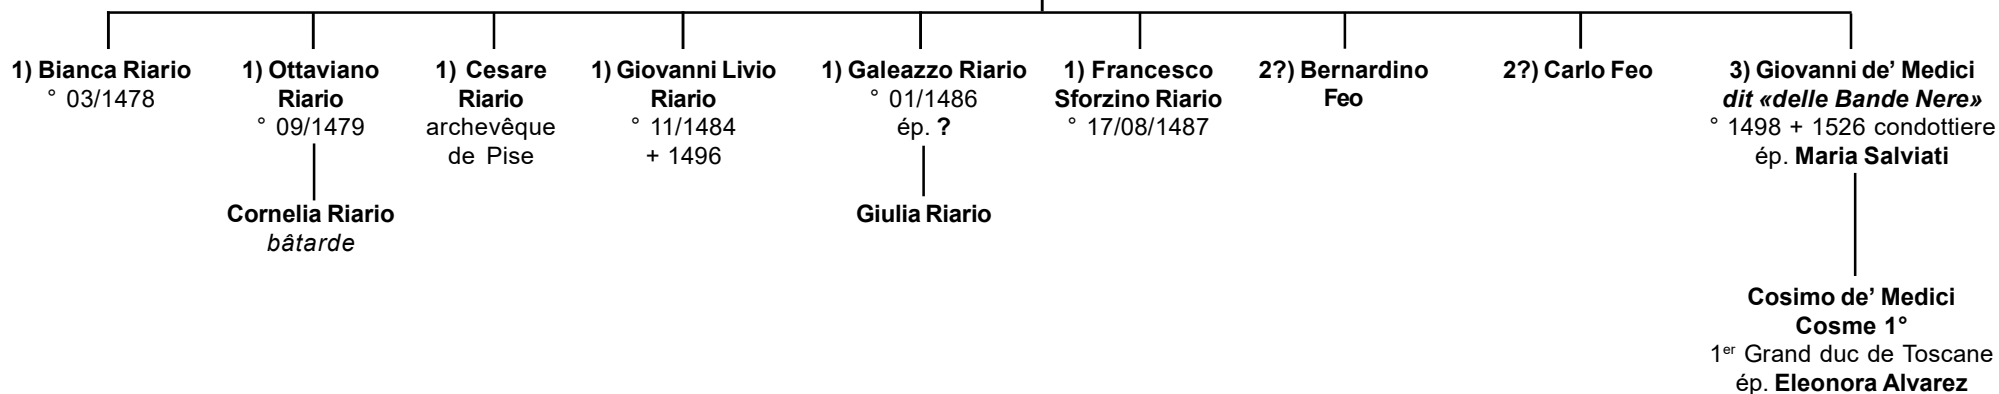 1) Bianca Riario
° 03/1478
1) Ottaviano
Riario
° 09/1479
Cornelia Riario
bâtarde
1) Cesare
Riario
archevêque
de Pise
1) Giovanni Livio
Riario
° 11/1484
+ 1496
1) Galeazzo Riario
° 01/1486
ép. ?
Giulia Riario
1) Francesco
Sforzino Riario
° 17/08/1487
2?) Bernardino
Feo
2?) Carlo Feo
3) Giovanni de’ Medici
dit «delle Bande Nere»
° 1498 + 1526 condottiere
ép. Maria Salviati
Cosimo de’ Medici
Cosme 1°
1er Grand duc de Toscane
ép. Eleonora Alvarez